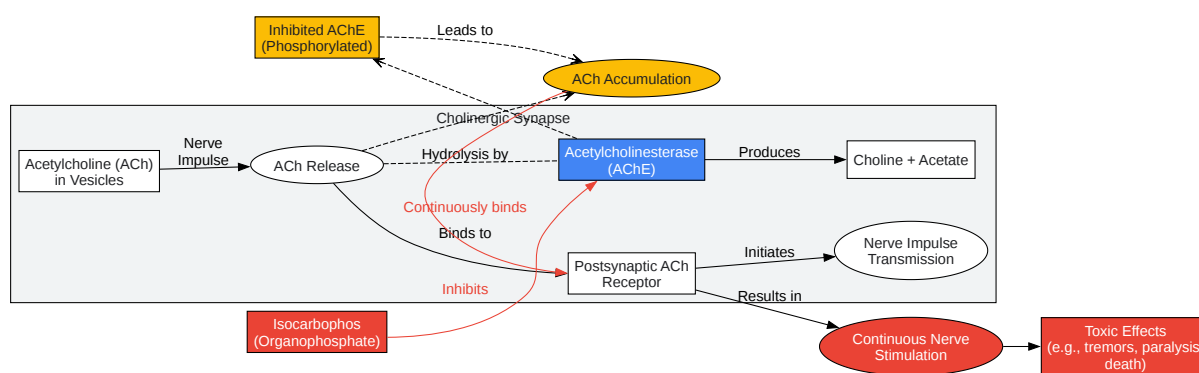 Inhibited AChE
(Phosphorylated)
Leads to
ACh Accumulation
Cholinergic Synapse
Acetylcholine (ACh)
in Vesicles
Nerve
Impulse
ACh Release
Hydrolysis by
Acetylcholinesterase
(AChE)
Produces
Choline + Acetate
Continuously binds
Binds to
Postsynaptic ACh
Receptor
Initiates
Nerve Impulse
Transmission
Inhibits
Results in
Isocarbophos
(Organophosphate)
Continuous Nerve
Stimulation
Toxic Effects
(e.g., tremors, paralysis
death)